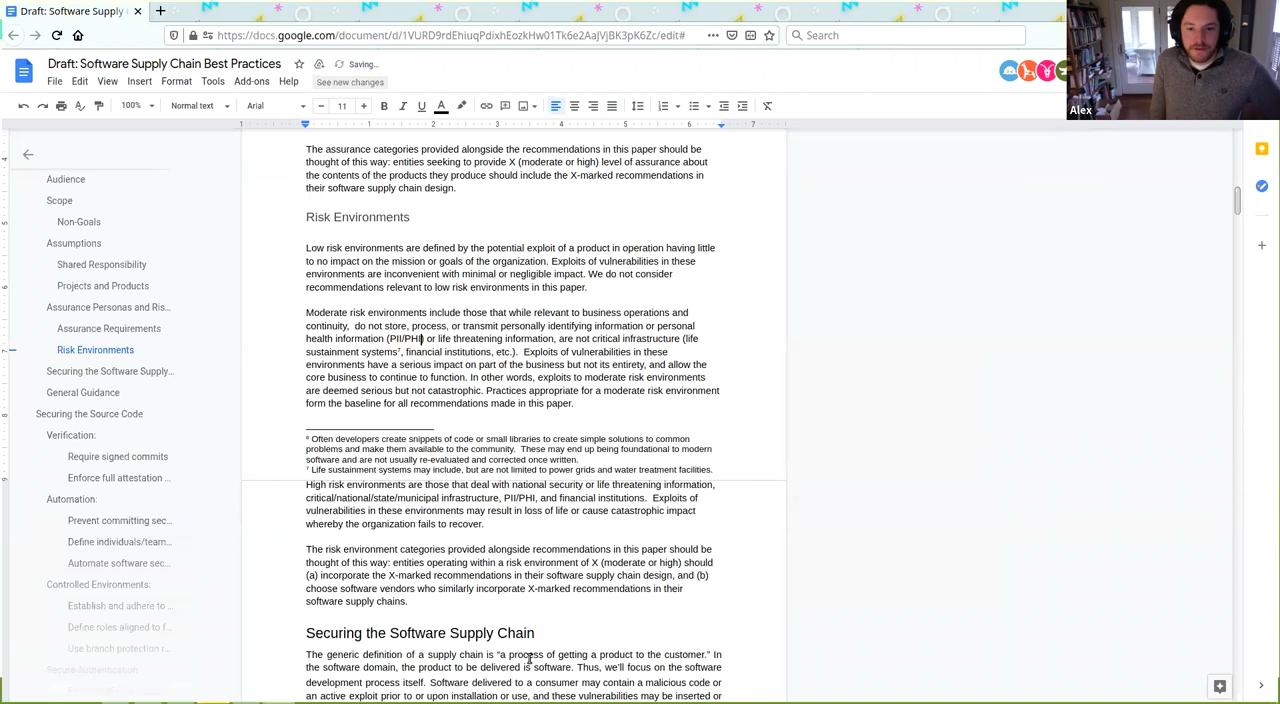 Draft: Software Supply
https://docs.google.com/document/d/1VURD9rdEhiuqPdixhEozkHw01Tk6e2AaJVjBK3pK6Zc/edit#
Search
Draft: Software Supply Chain Best Practices
Saving...
File Edit View Insert Format Tools Add-ons Help
See new changes
100% Normal text Arial 11
Alex
1 1 2 3 4 5 6 7
Audience
Scope
Non-Goals
Assumptions
Shared Responsibility
Projects and Products
Assurance Personas and Ris...
Assurance Requirements
Risk Environments
Securing the Software Supply...
General Guidance
Securing the Source Code
Verification:
Require signed commits
Enforce full attestation ...
Automation:
Prevent committing sec...
Define individuals/team...
Automate software sec...
Controlled Environments:
Establish and adhere to ...
Define roles aligned to f...
Use branch protection r...
Secure Authentication
The assurance categories provided alongside the recommendations in this paper should be
thought of this way: entities seeking to provide X (moderate or high) level of assurance about
the contents of the products they produce should include the X-marked recommendations in
their software supply chain design.
Risk Environments
Low risk environments are defined by the potential exploit of a product in operation having little
to no impact on the mission or goals of the organization. Exploits of vulnerabilities in these
environments are inconvenient with minimal or negligible impact. We do not consider
recommendations relevant to low risk environments in this paper.
Moderate risk environments include those that while relevant to business operations and
continuity,  do not store, process, or transmit personally identifying information or personal
health information (PII/PHI) or life threatening information, are not critical infrastructure (life
sustainment systems⁷, financial institutions, etc.).  Exploits of vulnerabilities in these
environments have a serious impact on part of the business but not its entirety, and allow the
core business to continue to function. In other words, exploits to moderate risk environments
are deemed serious but not catastrophic. Practices appropriate for a moderate risk environment
form the baseline for all recommendations made in this paper.
⁶ Often developers create snippets of code or small libraries to create simple solutions to common
problems and make them available to the community.  These may end up being foundational to modern
software and are not usually re-evaluated and corrected once written.
⁷ Life sustainment systems may include, but are not limited to power grids and water treatment facilities.
High risk environments are those that deal with national security or life threatening information,
critical/national/state/municipal infrastructure, PII/PHI, and financial institutions.  Exploits of
vulnerabilities in these environments may result in loss of life or cause catastrophic impact
whereby the organization fails to recover.
The risk environment categories provided alongside recommendations in this paper should be
thought of this way: entities operating within a risk environment of X (moderate or high) should
(a) incorporate the X-marked recommendations in their software supply chain design, and (b)
choose software vendors who similarly incorporate X-marked recommendations in their
software supply chains.
Securing the Software Supply Chain
The generic definition of a supply chain is “a process of getting a product to the customer.” In
the software domain, the product to be delivered is software. Thus, we'll focus on the software
development process itself. Software delivered to a consumer may contain a malicious code or
an active exploit prior to or upon installation or use, and these vulnerabilities may be inserted or